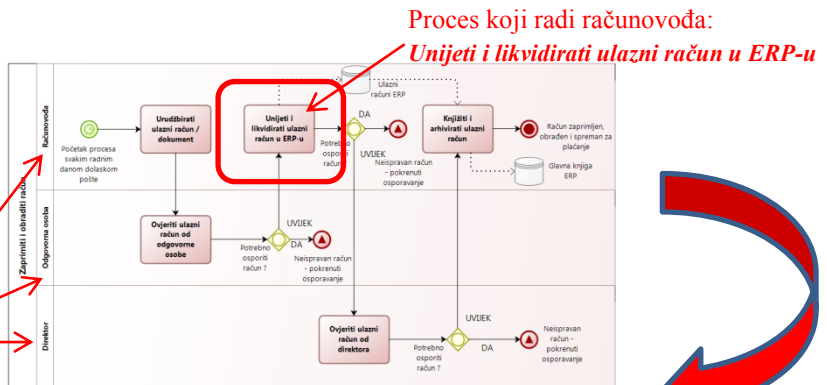 Proces koji radi računovođa:
Unijeti i likvidirati ulazni račun u ERP-u
Zaprimiti i obraditi račun
Računovođa
Početak procesa
svakim radnim
danom dolaskom
pošte
Urudžbirati
ulazni račun /
dokument
Unijeti i
likvidirati ulazni
račun u ERP-u
Ulazni
računi ERP
Potrebno
osporiti
račun ?
DA
UVIJEK
Neispravan račun
- pokrenuti
osporavanje
Knjižiti i
arhivirati ulazni
račun
Račun zaprimljen,
obrađen i spreman za
plaćanje
Glavna knjiga
ERP
Odgovorna osoba
Ovjeriti ulazni
račun od
odgovorne
osobe
Potrebno
osporiti
račun ?
UVIJEK
DA
Neispravan račun
- pokrenuti
osporavanje
Direktor
Ovjeriti ulazni
račun od
direktora
Potrebno
osporiti
račun ?
UVIJEK
DA
Neispravan
račun -
pokrenuti
osporavanje